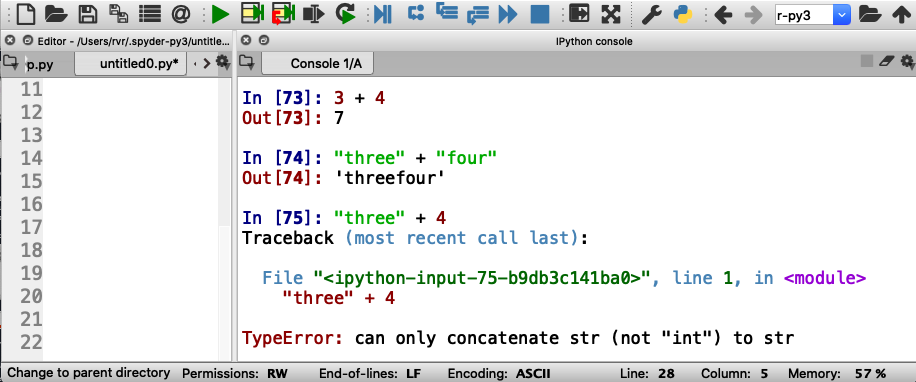 r-py3
Editor - /Users/rvr/.spyder-py3/untitle...
IPython console
p.py
untitled0.py*
Console 1/A
11
12
13
14
15
16
17
18
19
20
21
22
In [73]: 3 + 4
Out[73]: 7
In [74]: "three" + "four"
Out[74]: 'threefour'
In [75]: "three" + 4
Traceback (most recent call last):
File "<ipython-input-75-b9db3c141ba0>", line 1, in <module>
"three" + 4
TypeError: can only concatenate str (not "int") to str
Change to parent directory Permissions: RW End-of-lines: LF Encoding: ASCII Line: 28 Column: 5 Memory: 57 %